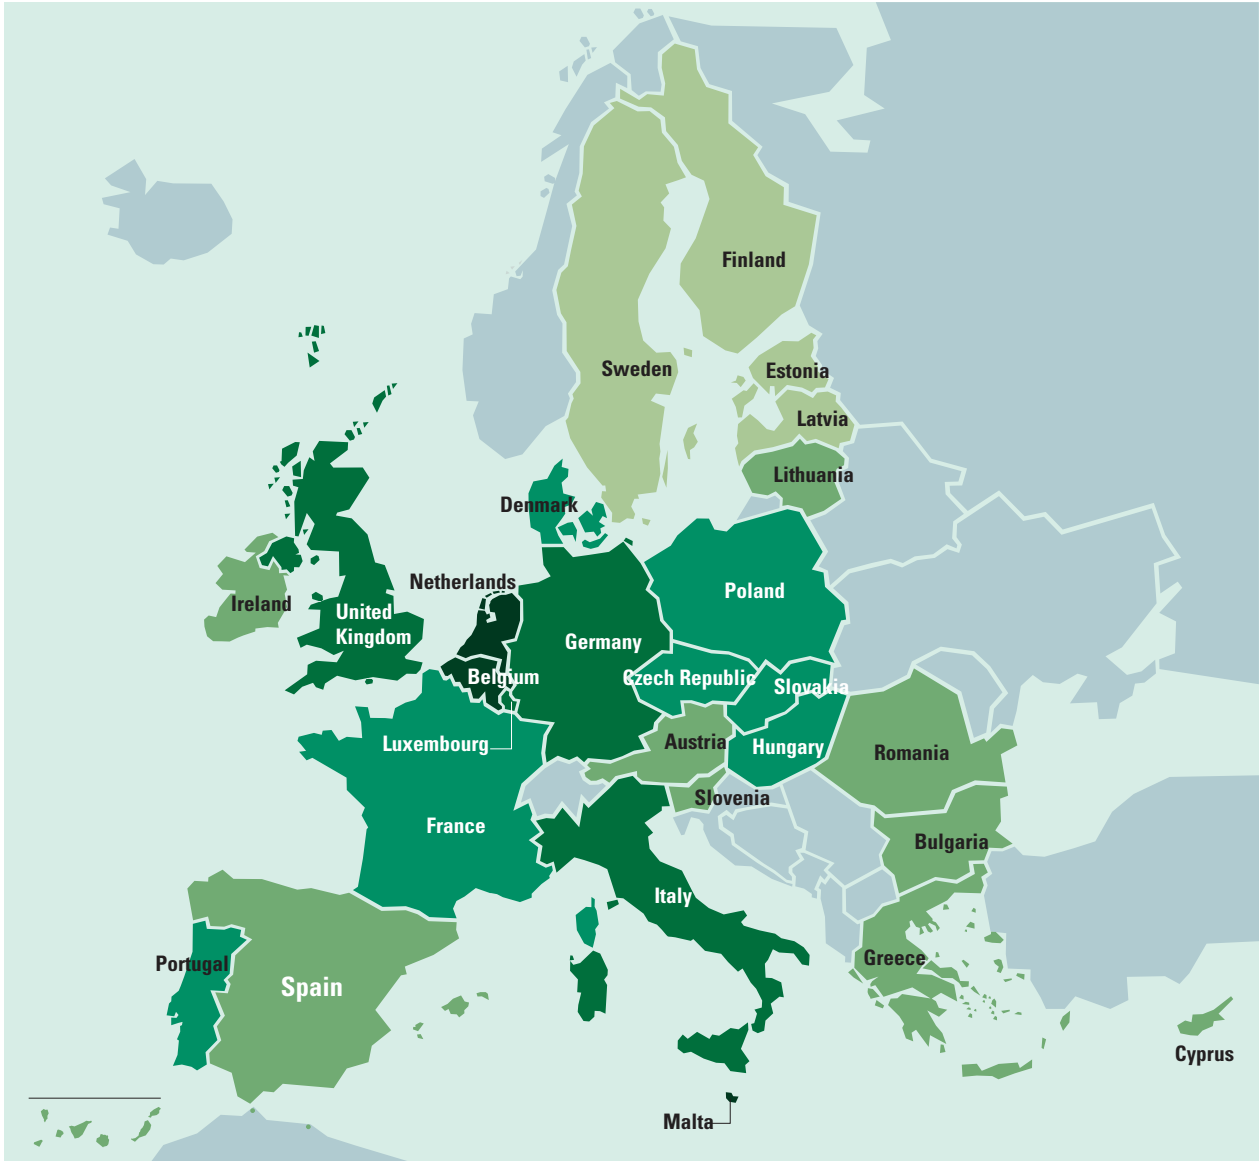 Finland
Sweden
Estonia
Latvia
Lithuania
Denmark
Netherlands
Ireland
United
Kingdom
Poland
Germany
Belgium
Czech Republic
Slovakia
Luxembourg
Austria
Hungary
Romania
Slovenia
France
Bulgaria
Italy
Portugal
Spain
Greece
Cyprus
Malta